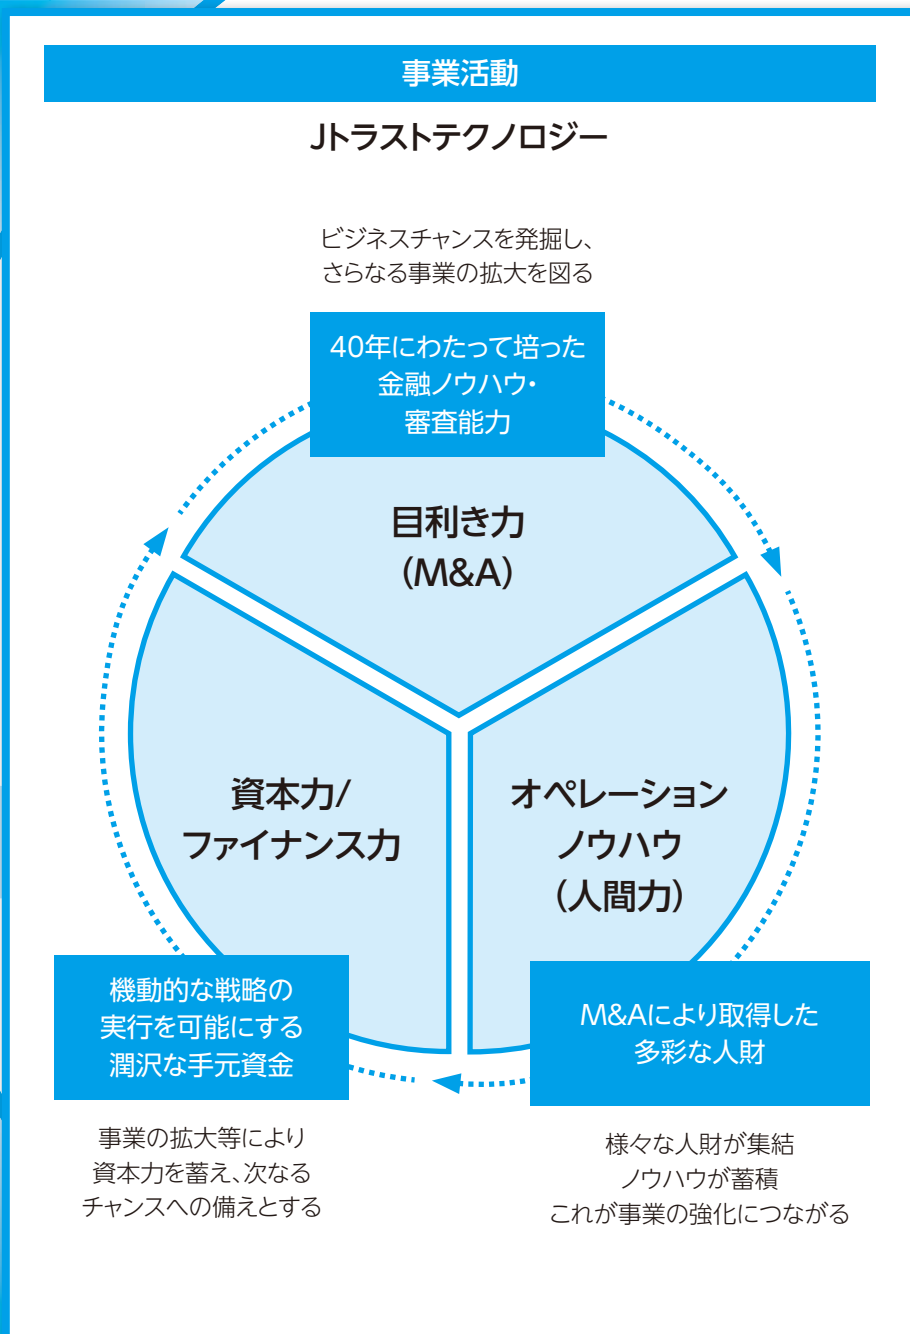 事業活動
Jトラストテクノロジー
ビジネスチャンスを発掘し、
さらなる事業の拡大を図る
40年にわたって培った
金融ノウハウ・
審査能力
目利き力
(M&A)
資本力/
ファイナンス力
オペレーション
ノウハウ
(人間力)
機動的な戦略の
実行を可能にする
潤沢な手元資金
M&Aにより取得した
多彩な人財
事業の拡大等により
資本力を蓄え、次なる
チャンスへの備えとする
様々な人財が集結
ノウハウが蓄積
これが事業の強化につながる